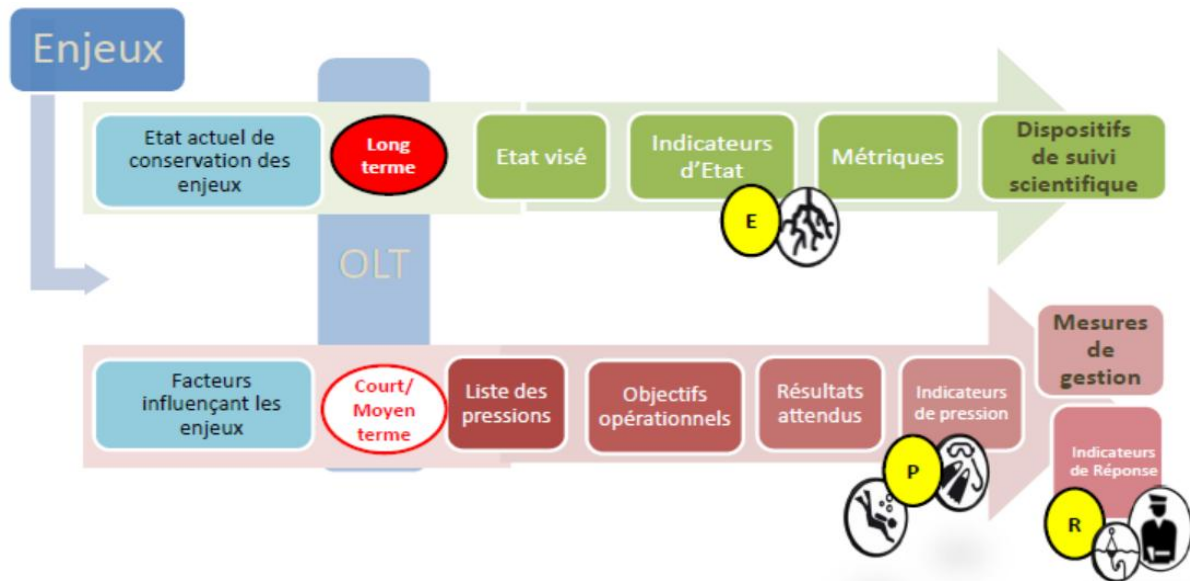 Enjeux
Etat actuel de
conservation des
enjeux
Long
terme
Etat visé
Indicateurs
d'Etat
Métriques
Dispositifs
de suivi
scientifique
E
OLT
Facteurs
influençant les
enjeux
Court/
Moyen
terme
Liste des
pressions
Objectifs
opérationnels
Résultats
attendus
Indicateurs
de pression
Mesures
de
gestion
P
Indicateurs
de Réponse
R